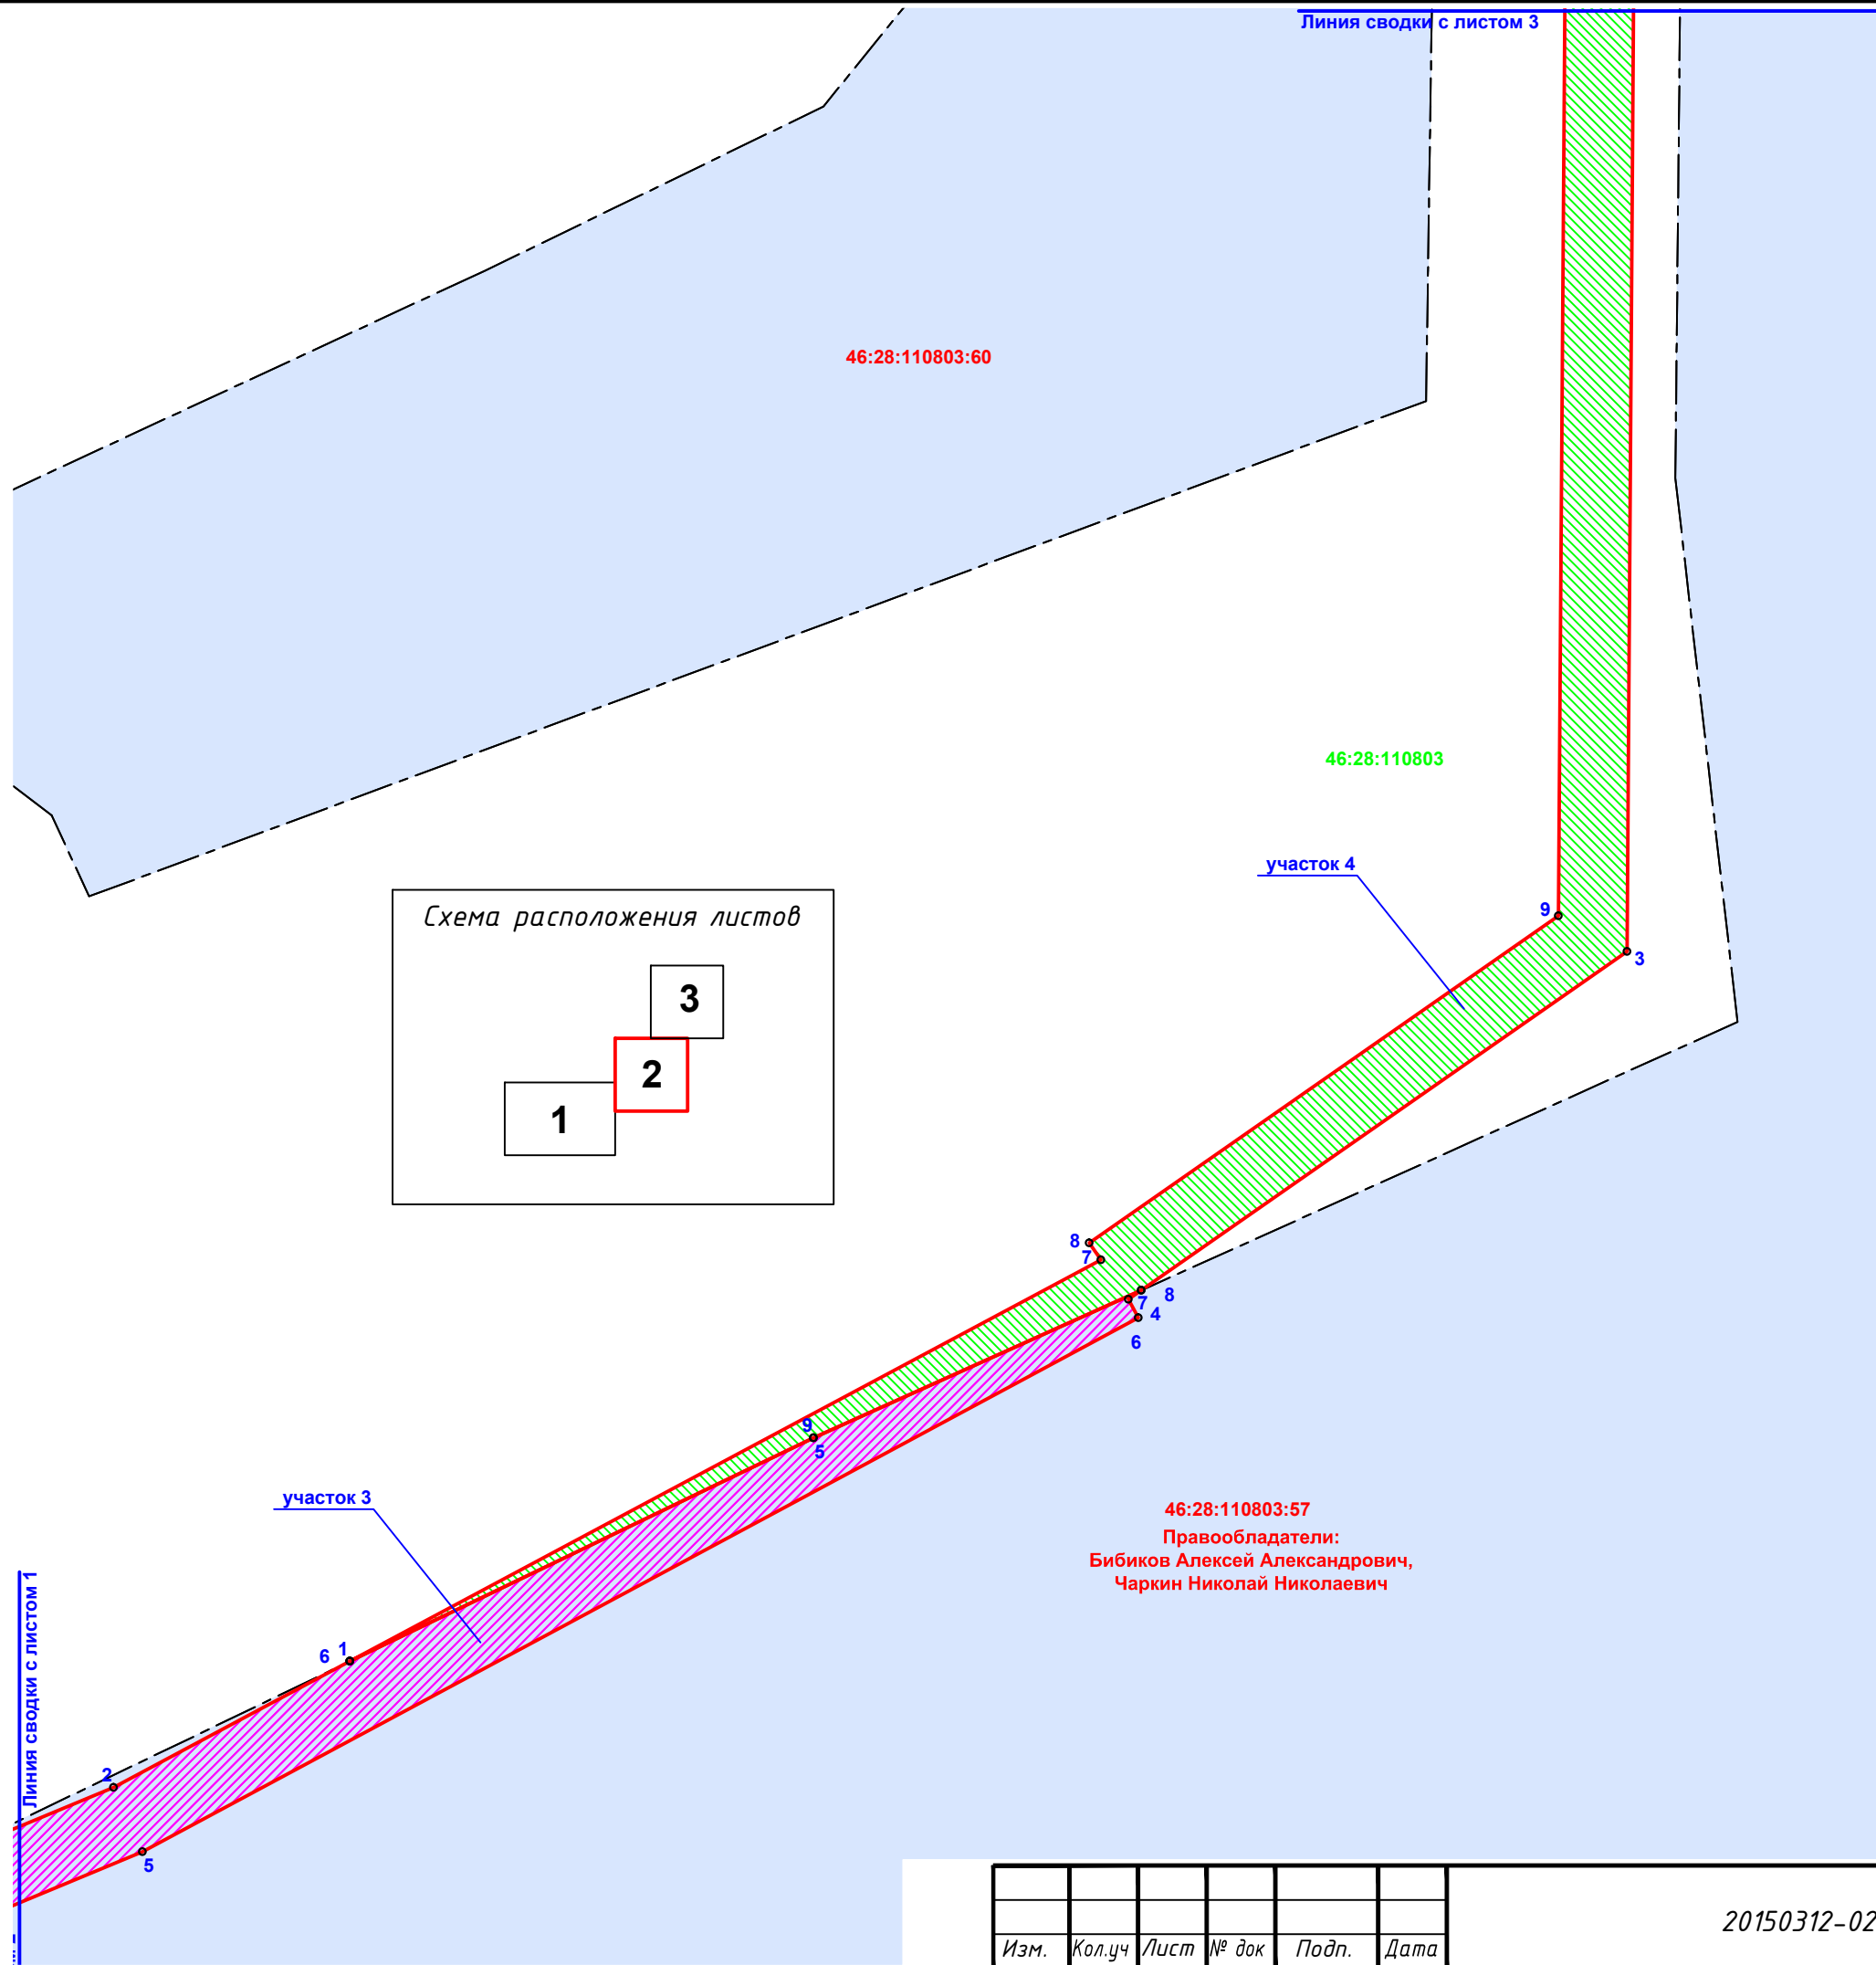 Линия сводки с листом 3
46:28:110803:60
46:28:110803
участок 4
9
3
Схема расположения листов
3
2
1
8
7
8
7
4
6
9
5
участок 3
46:28:110803:57
Правообладатели:
Бибиков Алексей Александрович,
Чаркин Николай Николаевич
Линия сводки с листом 1
1
6
2
5
20150312-02
Изм. Кол.уч Лист № док Подп. Дата